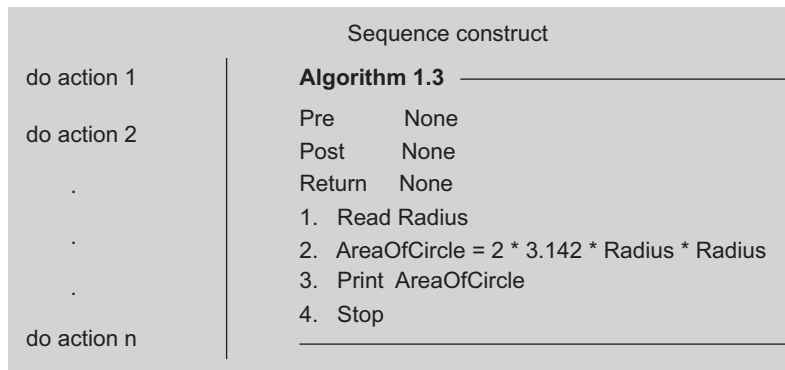 Sequence construct
do action 1
do action 2
.
.
.
do action n
Algorithm 1.3
Pre None
Post None
Return None
1. Read Radius
2. AreaOfCircle = 2 * 3.142 * Radius * Radius
3. Print AreaOfCircle
4. Stop